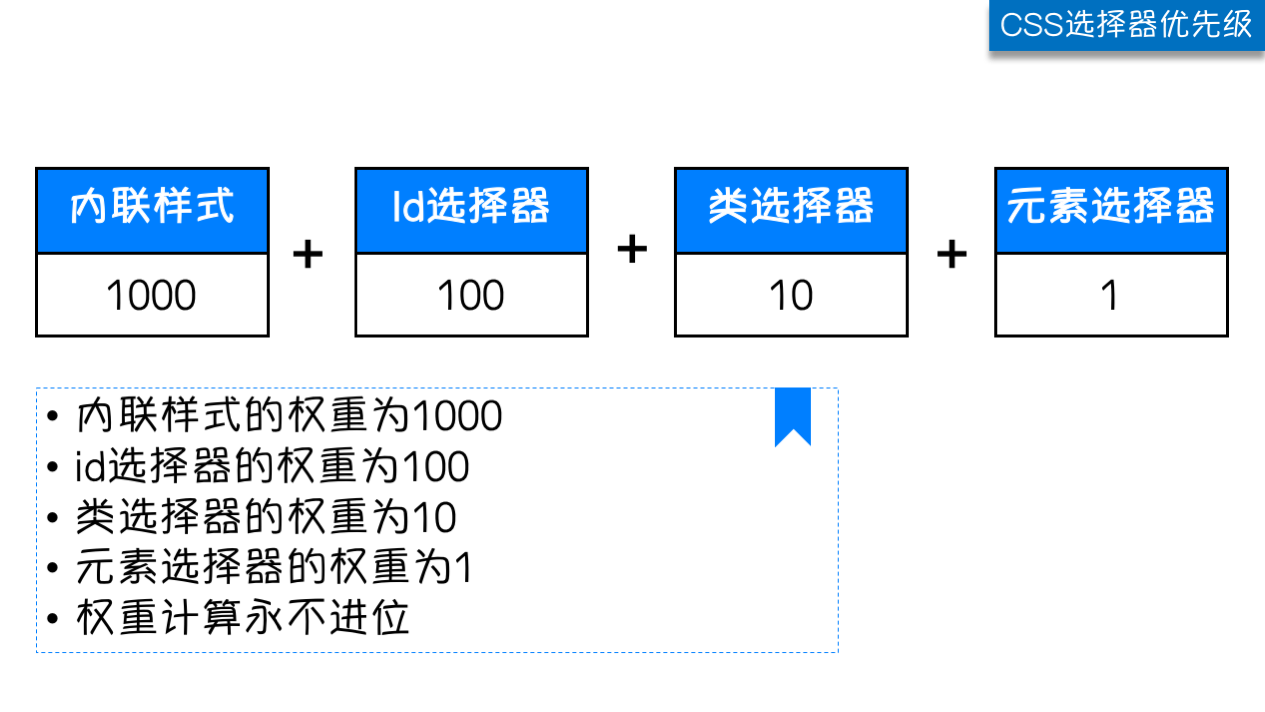 CSS选择器优先级
内联样式
Id选择器
类选择器
元素选择器
+
+
+
1000
100
10
1
• 内联样式的权重为1000
• id选择器的权重为100
• 类选择器的权重为10
• 元素选择器的权重为1
• 权重计算永不进位